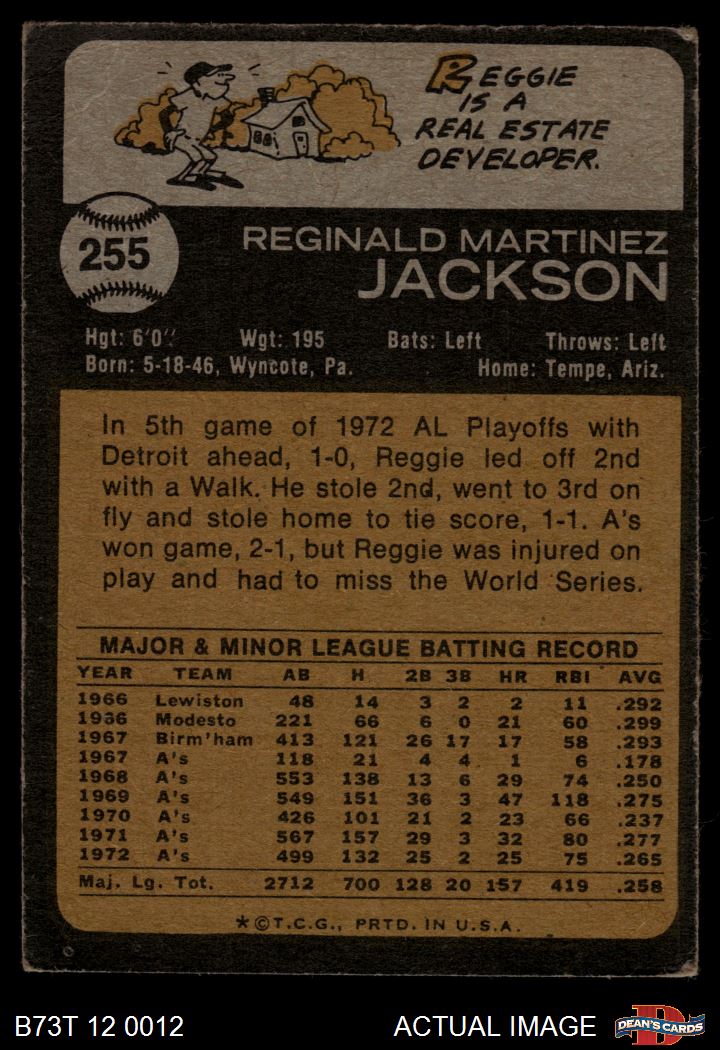 REGGIE
IS A
REAL ESTATE
DEVELOPER.
255
REGINALD MARTINEZ
JACKSON
Hgt: 6'0" Wgt: 195 Bats: Left Throws: Left
Born: 5-18-46, Wyncote, Pa. Home: Tempe, Ariz.
In 5th game of 1972 AL Playoffs with
Detroit ahead, 1-0, Reggie led off 2nd
with a Walk. He stole 2nd, went to 3rd on
fly and stole home to tie score, 1-1. A's
won game, 2-1, but Reggie was injured on
play and had to miss the World Series.
MAJOR & MINOR LEAGUE BATTING RECORD
YEAR TEAM AB H 2B 3B HR RBI AVG
1966 Lewiston 48 14 3 2 2 11 .292
1936 Modesto 221 66 6 0 21 60 .299
1967 Birm'ham 413 121 26 17 17 58 .293
1967 A's 118 21 4 4 1 6 .178
1968 A's 553 138 13 6 29 74 .250
1969 A's 549 151 36 3 47 118 .275
1970 A's 426 101 21 2 23 66 .237
1971 A's 567 157 29 3 32 80 .277
1972 A's 499 132 25 2 25 75 .265
Maj. Lg. Tot. 2712 700 128 20 157 419 .258
*©T.C.G., PRTD. IN U.S.A.
B73T 12 0012 ACTUAL IMAGE DEAN'S CARDS